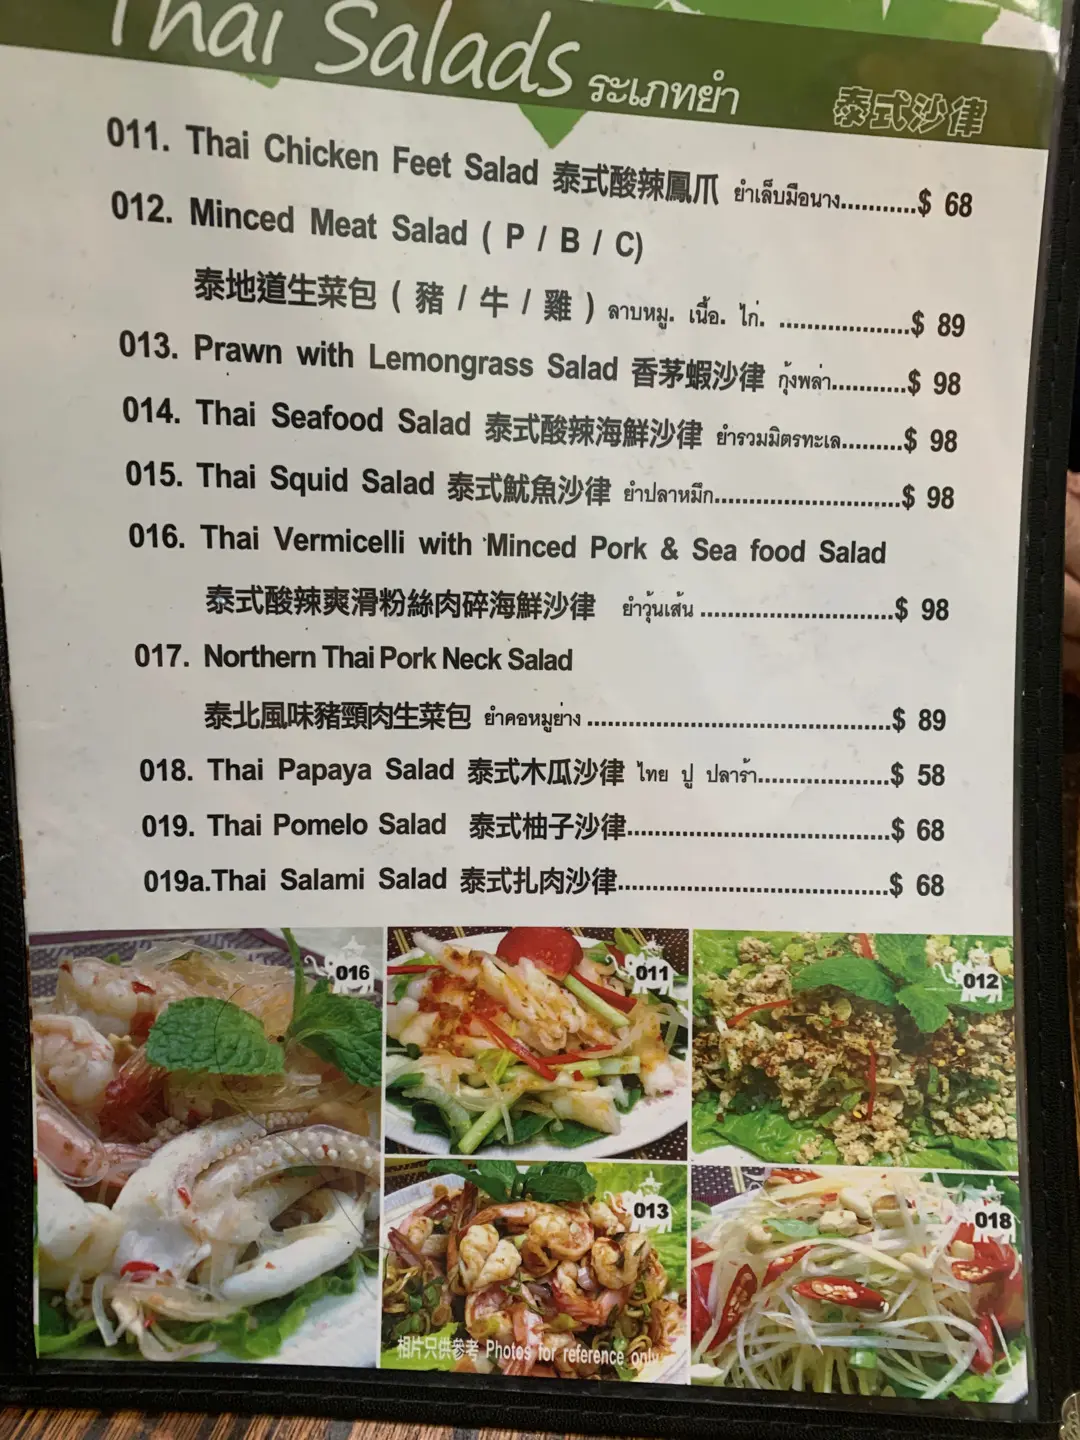 Thai Salads ระเภทยำ 泰式沙律
011. Thai Chicken Feet Salad 泰式酸辣鳳爪 ยำเล็บมือนาง...........$ 68
012. Minced Meat Salad ( P / B / C)
泰地道生菜包 ( 豬 / 牛 / 雞 ) ลาบหมู. เนื้อ. ไก่. ....................$ 89
013. Prawn with Lemongrass Salad 香茅蝦沙律 กุ้งพล่า...........$ 98
014. Thai Seafood Salad 泰式酸辣海鮮沙律 ยำรวมมิตรทะเล.........$ 98
015. Thai Squid Salad 泰式魷魚沙律 ยำปลาหมึก............................$ 98
016. Thai Vermicelli with Minced Pork & Sea food Salad
泰式酸辣爽滑粉絲肉碎海鮮沙律 ยำวุ้นเส้น .............................$ 98
017. Northern Thai Pork Neck Salad
泰北風味豬頸肉生菜包 ยำคอหมูย่าง ..............................................$ 89
018. Thai Papaya Salad 泰式木瓜沙律 ไทย ปู ปลาร้า....................$ 58
019. Thai Pomelo Salad 泰式柚子沙律........................................$ 68
019a.Thai Salami Salad 泰式扎肉沙律.........................................$ 68
016
011
012
013
018
相片只供參考 Photos for reference only